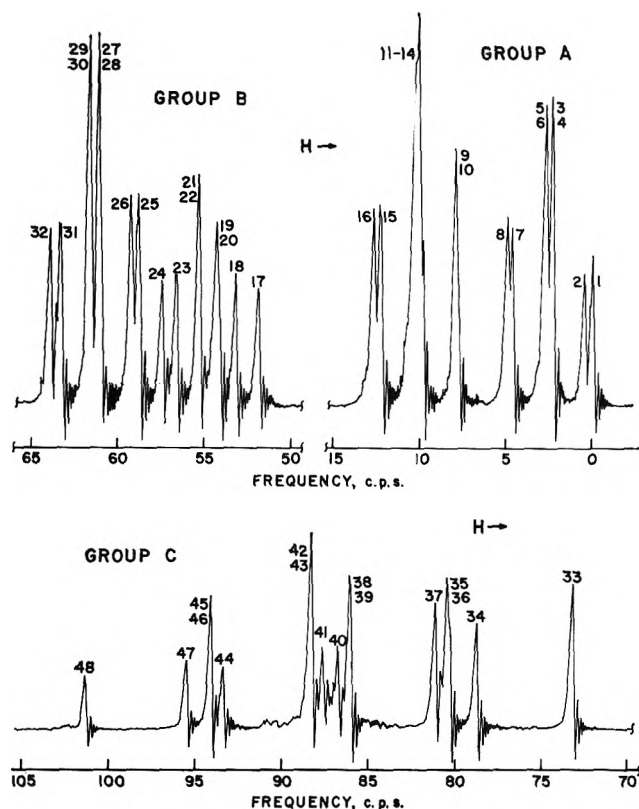 29 27
30 28
11-14
GROUP A
GROUP B
5 3
6 4
H →
9
10
21
22
16 15
26 25
19
20
32 31
8 7
24 23
18 17
2 1
65 60 55 50
15 10 5 0
FREQUENCY, c.p.s.
FREQUENCY, c.p.s.
H →
GROUP C
42
43
38
39
37 35
36
33
45
46
41 40
34
47 44
48
105 100 95 90 85 80 75 70
FREQUENCY, c.p.s.